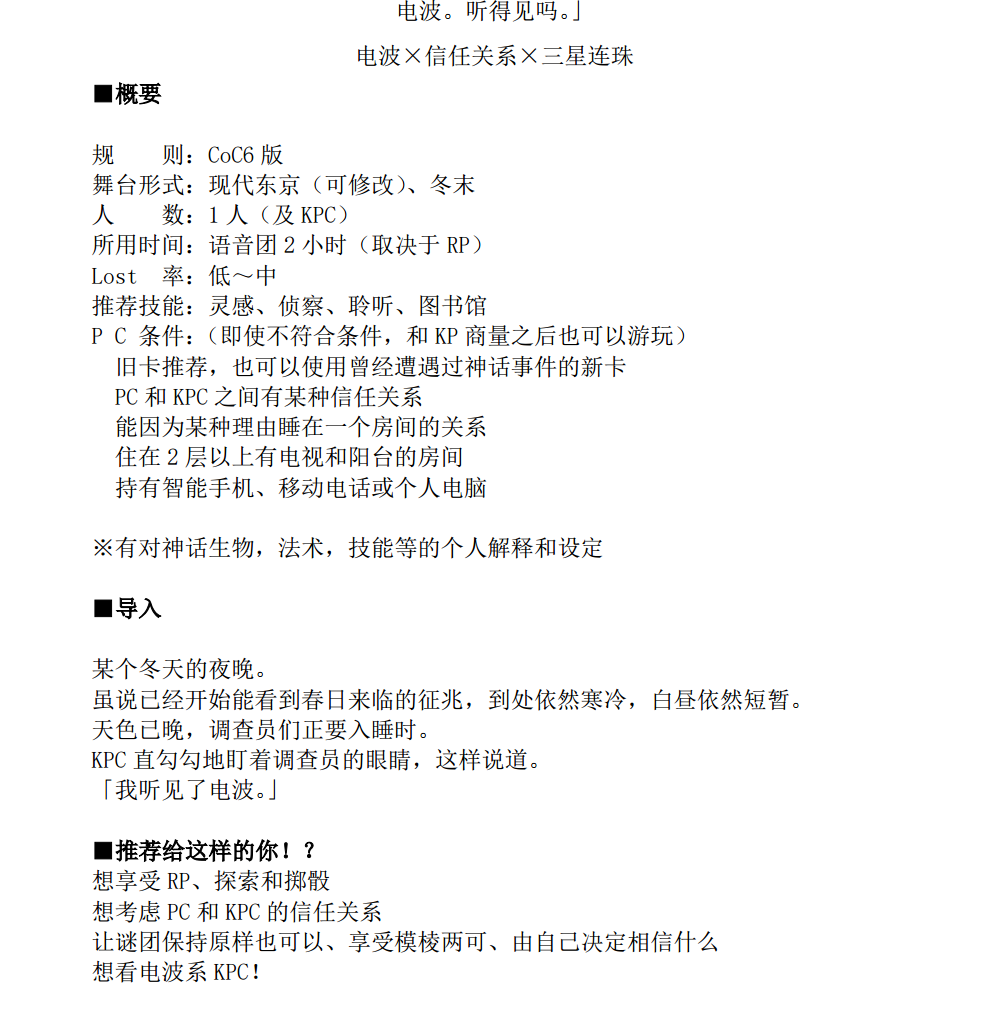 电波。听得见吗。」
电波×信任关系×三星连珠
■概要
规　　则：CoC6 版
舞台形式：现代东京（可修改）、冬末
人　　数：1 人（及 KPC）
所用时间：语音团 2 小时（取决于 RP）
Lost　率：低～中
推荐技能：灵感、侦察、聆听、图书馆
P C 条件：（即使不符合条件，和 KP 商量之后也可以游玩）
旧卡推荐，也可以使用曾经遭遇过神话事件的新卡
PC 和 KPC 之间有某种信任关系
能因为某种理由睡在一个房间的关系
住在 2 层以上有电视和阳台的房间
持有智能手机、移动电话或个人电脑
※有对神话生物，法术，技能等的个人解释和设定
■导入
某个冬天的夜晚。
虽说已经开始能看到春日来临的征兆，到处依然寒冷，白昼依然短暂。
天色已晚，调查员们正要入睡时。
KPC 直勾勾地盯着调查员的眼睛，这样说道。
「我听见了电波。」
■推荐给这样的你！？
想享受 RP、探索和掷骰
想考虑 PC 和 KPC 的信任关系
让谜团保持原样也可以、享受模棱两可、由自己决定相信什么
想看电波系 KPC！